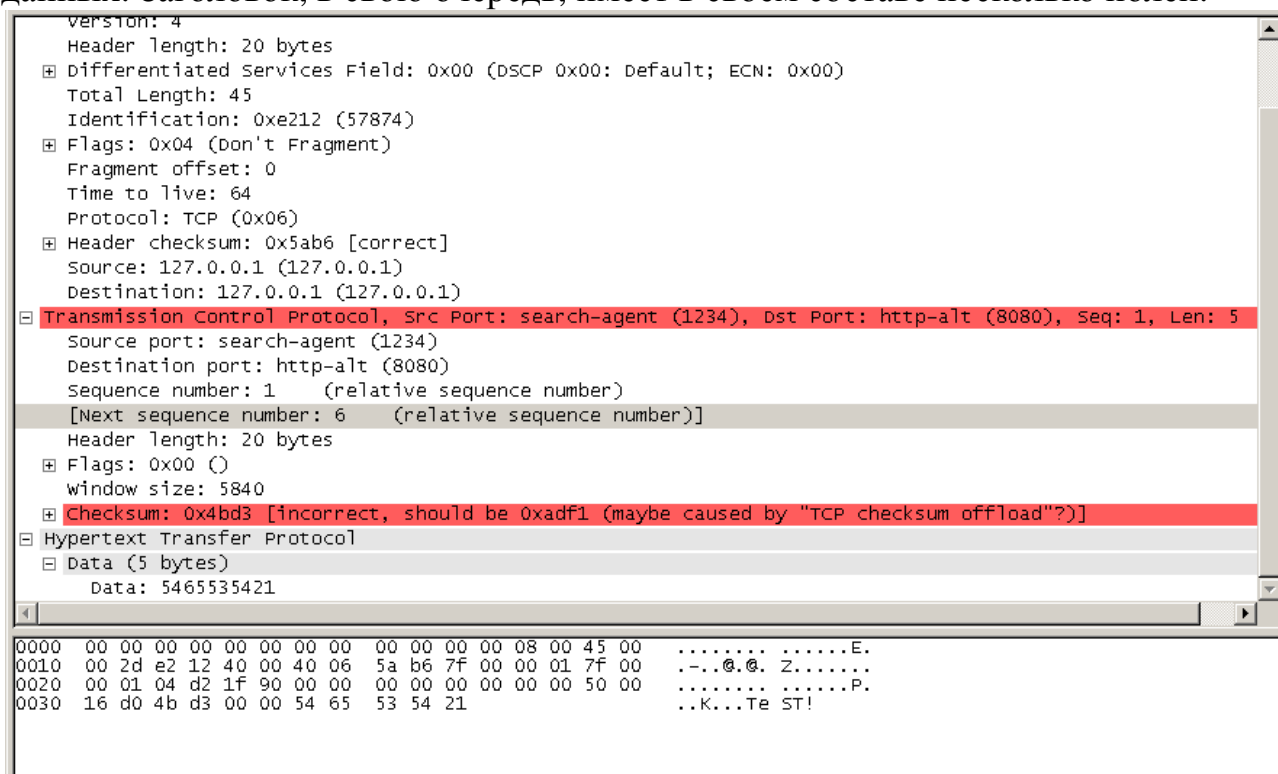 данных. Заголовок, в свою очередь, имеет в своем составе несколько полей.
Version: 4
Header length: 20 bytes
Differentiated Services Field: 0x00 (DSCP 0x00: Default; ECN: 0x00)
Total Length: 45
Identification: 0xe212 (57874)
Flags: 0x04 (Don't Fragment)
Fragment offset: 0
Time to live: 64
Protocol: TCP (0x06)
Header checksum: 0x5ab6 [correct]
Source: 127.0.0.1 (127.0.0.1)
Destination: 127.0.0.1 (127.0.0.1)
Transmission Control Protocol, Src Port: search-agent (1234), Dst Port: http-alt (8080), Seq: 1, Len: 5
Source port: search-agent (1234)
Destination port: http-alt (8080)
Sequence number: 1    (relative sequence number)
[Next sequence number: 6    (relative sequence number)]
Header length: 20 bytes
Flags: 0x00 ()
Window size: 5840
Checksum: 0x4bd3 [incorrect, should be 0xadf1 (maybe caused by "TCP checksum offload"?)]
Hypertext Transfer Protocol
Data (5 bytes)
Data: 5465535421
0000  00 00 00 00 00 00 00 00  00 00 00 00 08 00 45 00   ........ ......E.
0010  00 2d e2 12 40 00 40 06  5a b6 7f 00 00 01 7f 00   .-..@.@. Z.......
0020  00 01 04 d2 1f 90 00 00  00 00 00 00 00 00 50 00   ........ ......P.
0030  16 d0 4b d3 00 00 54 65  53 54 21   ..K...Te ST!